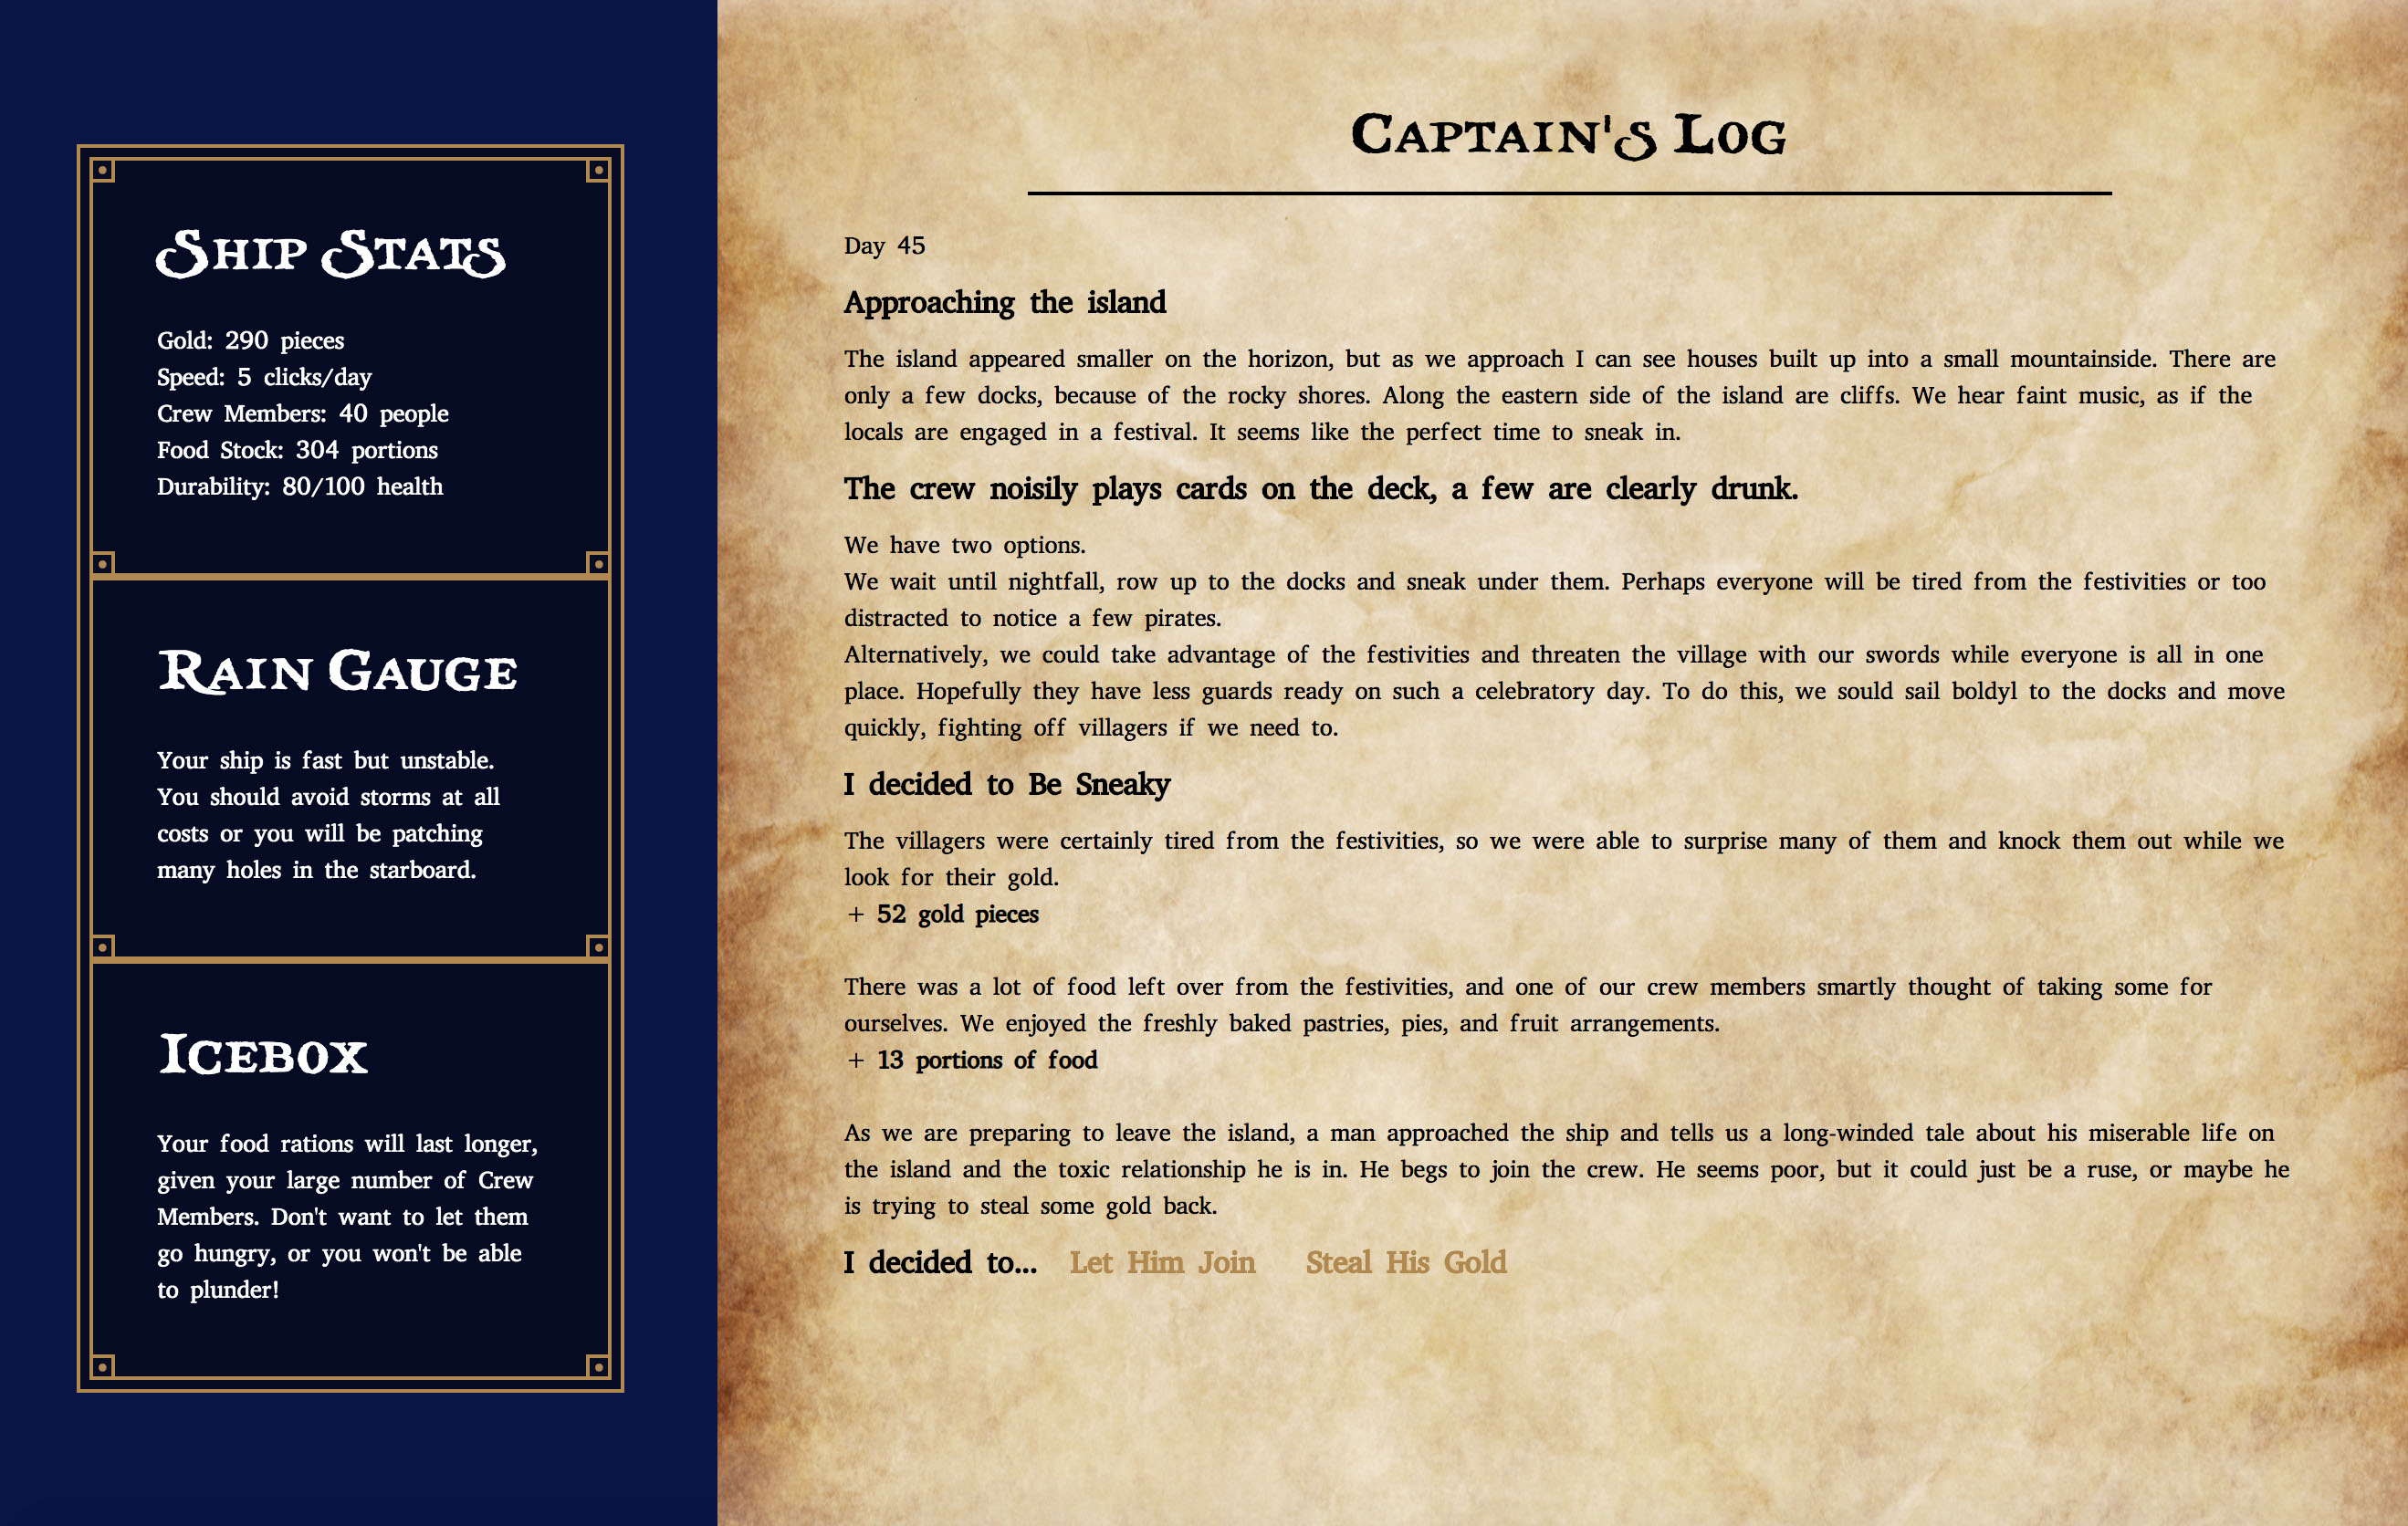 Ship Stats
Gold: 290 pieces
Speed: 5 clicks/day
Crew Members: 40 people
Food Stock: 304 portions
Durability: 80/100 health
Rain Gauge
Your ship is fast but unstable.
You should avoid storms at all
costs or you will be patching
many holes in the starboard.
Icebox
Your food rations will last longer,
given your large number of Crew
Members. Don't want to let them
go hungry, or you won't be able
to plunder!
Captain's Log
Day 45
Approaching the island
The island appeared smaller on the horizon, but as we approach I can see houses built up into a small mountainside. There are
only a few docks, because of the rocky shores. Along the eastern side of the island are cliffs. We hear faint music, as if the
locals are engaged in a festival. It seems like the perfect time to sneak in.
The crew noisily plays cards on the deck, a few are clearly drunk.
We have two options.
We wait until nightfall, row up to the docks and sneak under them. Perhaps everyone will be tired from the festivities or too
distracted to notice a few pirates.
Alternatively, we could take advantage of the festivities and threaten the village with our swords while everyone is all in one
place. Hopefully they have less guards ready on such a celebratory day. To do this, we sould sail boldyl to the docks and move
quickly, fighting off villagers if we need to.
I decided to Be Sneaky
The villagers were certainly tired from the festivities, so we were able to surprise many of them and knock them out while we
look for their gold.
+ 52 gold pieces
There was a lot of food left over from the festivities, and one of our crew members smartly thought of taking some for
ourselves. We enjoyed the freshly baked pastries, pies, and fruit arrangements.
+ 13 portions of food
As we are preparing to leave the island, a man approached the ship and tells us a long-winded tale about his miserable life on
the island and the toxic relationship he is in. He begs to join the crew. He seems poor, but it could just be a ruse, or maybe he
is trying to steal some gold back.
I decided to... Let Him Join Steal His Gold